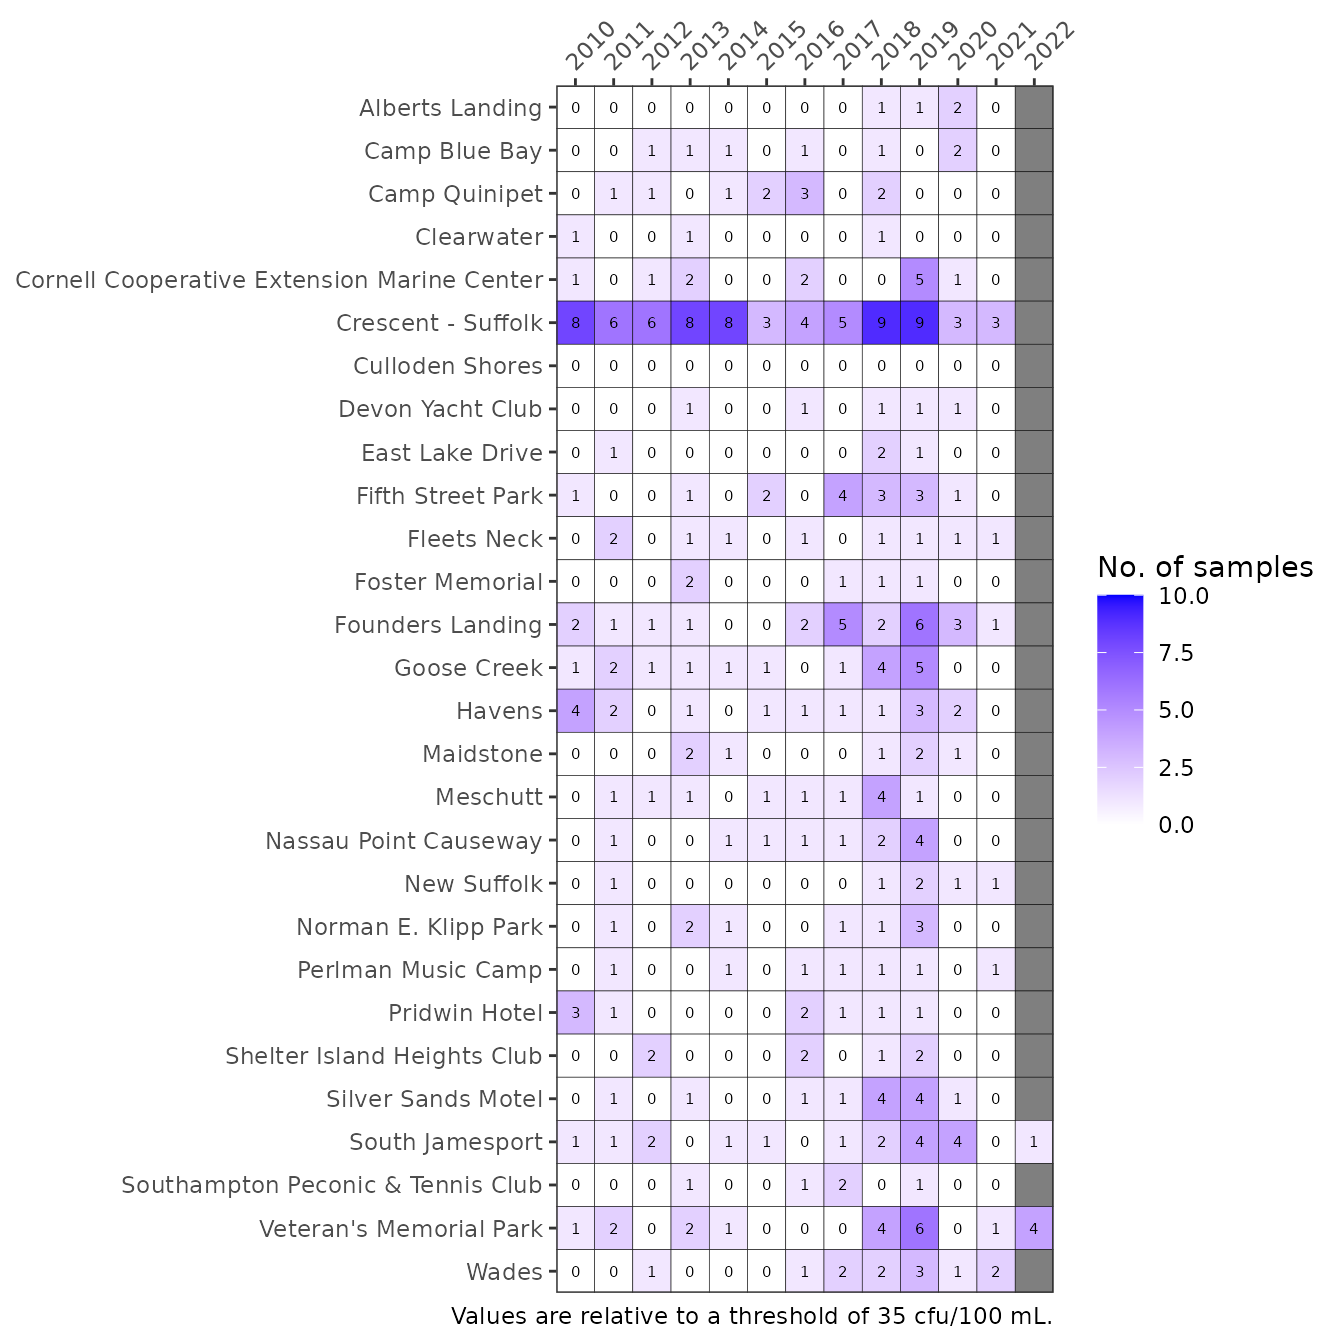 2010 2011 2012 2013 2014 2015 2016 2017 2018 2019 2020 2021 2022
Alberts Landing 0 0 0 0 0 0 0 0 1 1 2 0
Camp Blue Bay 0 0 1 1 1 0 1 0 1 0 2 0
Camp Quinipet 0 1 1 0 1 2 3 0 2 0 0 0
Clearwater 1 0 0 1 0 0 0 0 1 0 0 0
Cornell Cooperative Extension Marine Center 1 0 1 2 0 0 2 0 0 5 1 0
Crescent - Suffolk 8 6 6 8 8 3 4 5 9 9 3 3
Culloden Shores 0 0 0 0 0 0 0 0 0 0 0 0
Devon Yacht Club 0 0 0 1 0 0 1 0 1 1 1 0
East Lake Drive 0 1 0 0 0 0 0 0 2 1 0 0
Fifth Street Park 1 0 0 1 0 2 0 4 3 3 1 0
Fleets Neck 0 2 0 1 1 0 1 0 1 1 1 1
Foster Memorial 0 0 0 2 0 0 0 1 1 1 0 0
Founders Landing 2 1 1 1 0 0 2 5 2 6 3 1
Goose Creek 1 2 1 1 1 1 0 1 4 5 0 0
Havens 4 2 0 1 0 1 1 1 1 3 2 0
Maidstone 0 0 0 2 1 0 0 0 1 2 1 0
Meschutt 0 1 1 1 0 1 1 1 4 1 0 0
Nassau Point Causeway 0 1 0 0 1 1 1 1 2 4 0 0
New Suffolk 0 1 0 0 0 0 0 0 1 2 1 1
Norman E. Klipp Park 0 1 0 2 1 0 0 1 1 3 0 0
Perlman Music Camp 0 1 0 0 1 0 1 1 1 1 0 1
Pridwin Hotel 3 1 0 0 0 0 2 1 1 1 0 0
Shelter Island Heights Club 0 0 2 0 0 0 2 0 1 2 0 0
Silver Sands Motel 0 1 0 1 0 0 1 1 4 4 1 0
South Jamesport 1 1 2 0 1 1 0 1 2 4 4 0 1
Southampton Peconic & Tennis Club 0 0 0 1 0 0 1 2 0 1 0 0
Veteran's Memorial Park 1 2 0 2 1 0 0 0 4 6 0 1 4
Wades 0 0 1 0 0 0 1 2 2 3 1 2
Values are relative to a threshold of 35 cfu/100 mL.
No. of samples
10.0
7.5
5.0
2.5
0.0